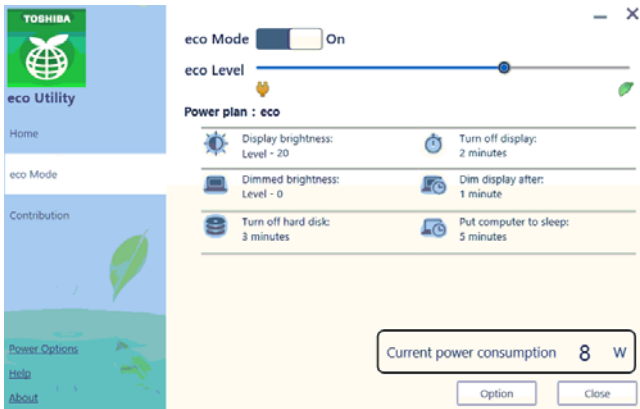 TOSHIBA
eco Utility
Home
eco Mode
Contribution
Power Options
Help
About
eco Mode On
eco Level
Power plan : eco
Display brightness:
Level - 20
Turn off display:
2 minutes
Dimmed brightness:
Level - 0
Dim display after:
1 minute
Turn off hard disk:
3 minutes
Put computer to sleep:
5 minutes
Current power consumption 8 W
Option Close